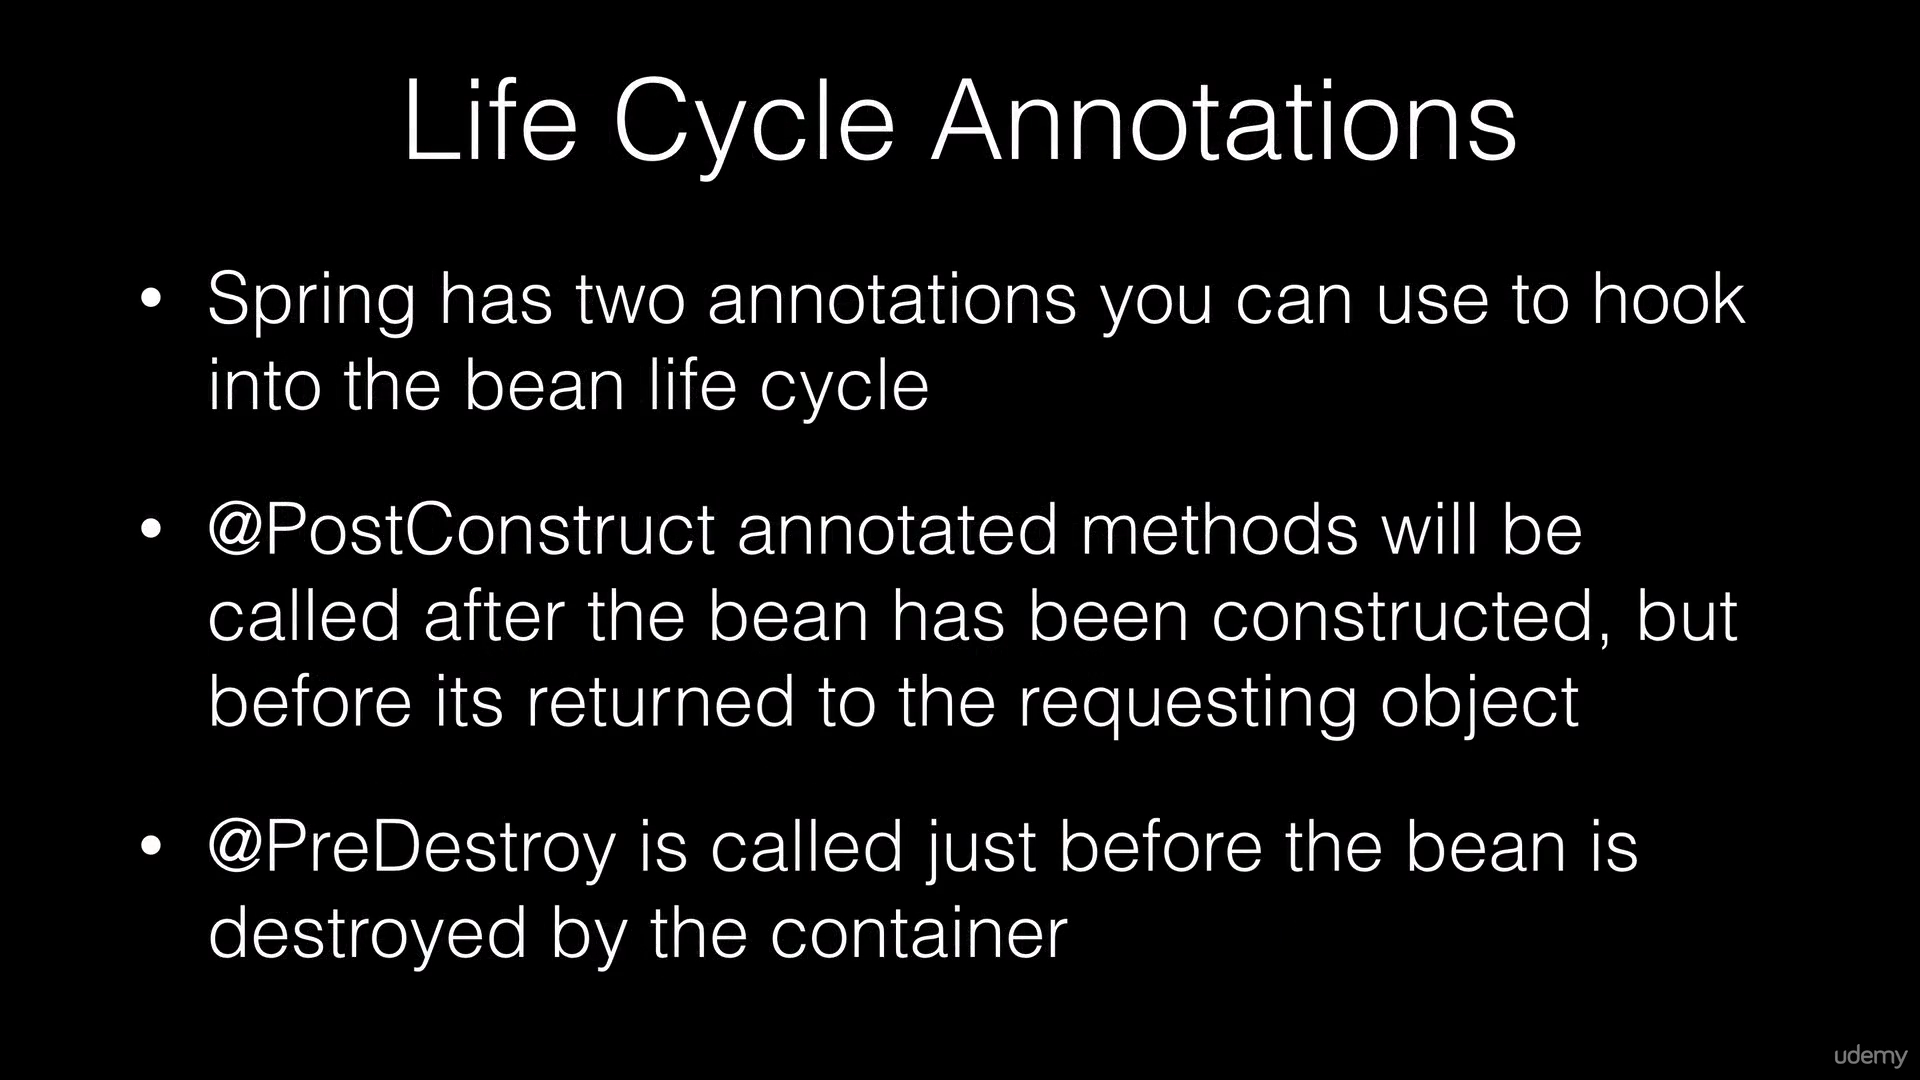 Life Cycle Annotations
• Spring has two annotations you can use to hook
into the bean life cycle
• @PostConstruct annotated methods will be
called after the bean has been constructed, but
before its returned to the requesting object
• @PreDestroy is called just before the bean is
destroyed by the container
udemy